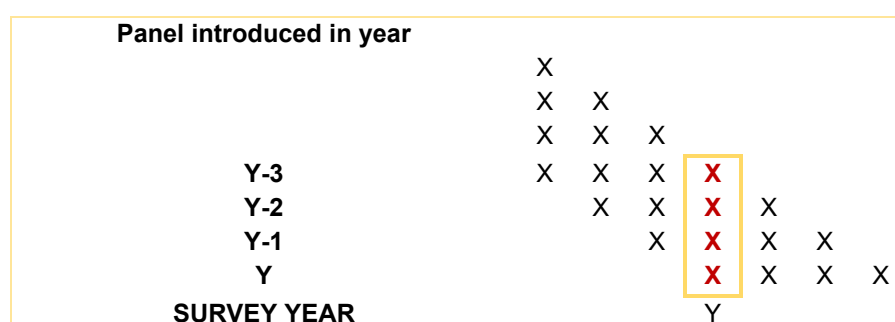 Panel introduced in year
X
X X
X X X
Y-3 X X X X
Y-2 X X X X
Y-1 X X X X
Y X X X X
SURVEY YEAR Y